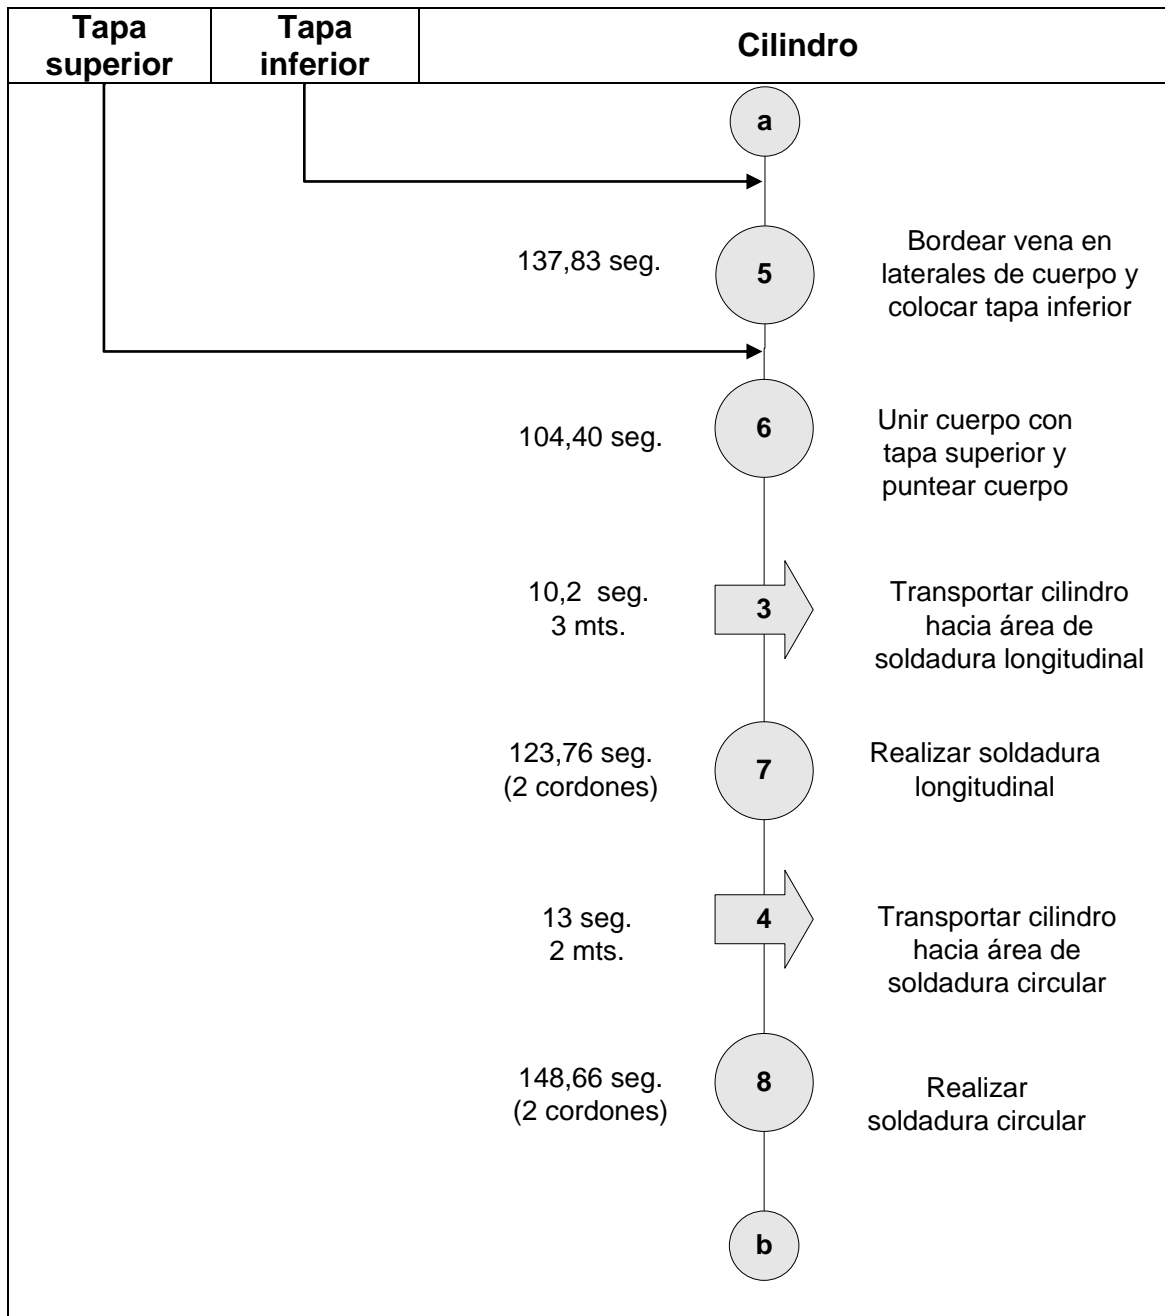 Tapa
superior
Tapa
inferior
Cilindro
a
137,83 seg.
5
Bordear vena en
laterales de cuerpo y
colocar tapa inferior
104,40 seg.
6
Unir cuerpo con
tapa superior y
puntear cuerpo
10,2 seg.
3 mts.
3
Transportar cilindro
hacia área de
soldadura longitudinal
123,76 seg.
(2 cordones)
7
Realizar soldadura
longitudinal
13 seg.
2 mts.
4
Transportar cilindro
hacia área de
soldadura circular
148,66 seg.
(2 cordones)
8
Realizar
soldadura circular
b